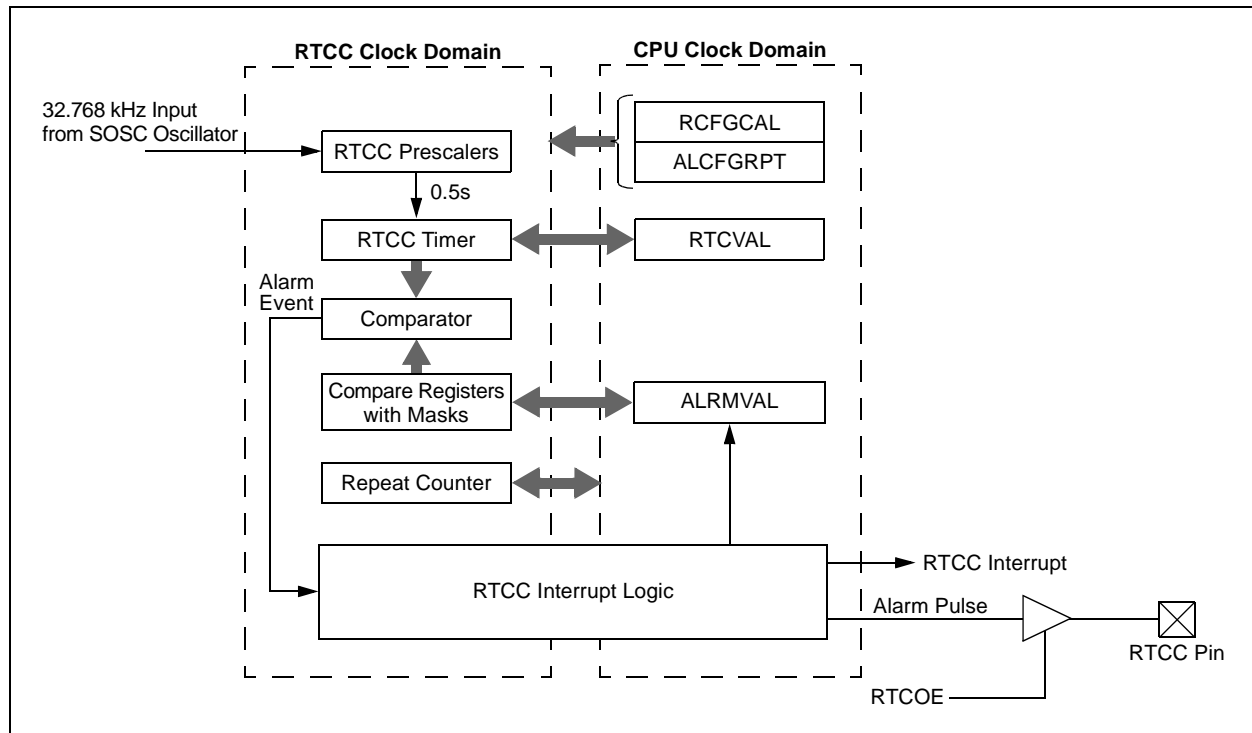 RTCC Clock Domain
CPU Clock Domain
32.768 kHz Input
from SOSC Oscillator
RTCC Prescalers
0.5s
RTCC Timer
Alarm
Event
Comparator
Compare Registers
with Masks
Repeat Counter
RCFGCAL
ALCFGRPT
RTCVAL
ALRMVAL
RTCC Interrupt Logic
RTCC Interrupt
Alarm Pulse
RTCC Pin
RTCOE